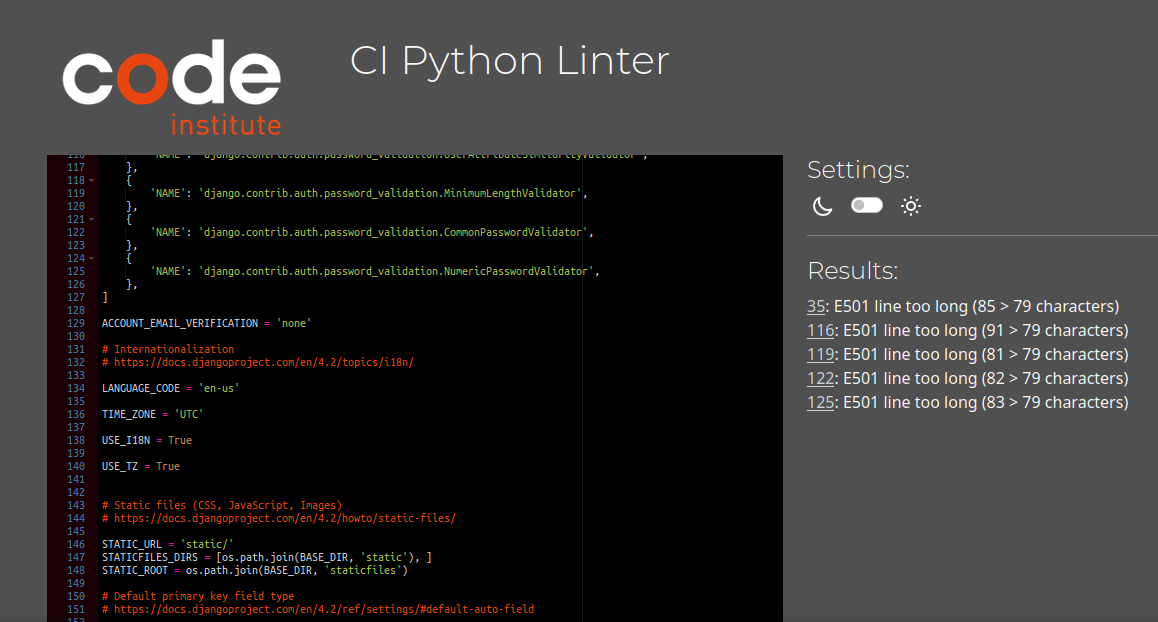 code
institute
CI Python Linter
116 'NAME': 'django.contrib.auth.password_validation.UserAttributeSimilarityValidator',
117 },
118 {
119 'NAME': 'django.contrib.auth.password_validation.MinimumLengthValidator',
120 },
121 {
122 'NAME': 'django.contrib.auth.password_validation.CommonPasswordValidator',
123 },
124 {
125 'NAME': 'django.contrib.auth.password_validation.NumericPasswordValidator',
126 },
127 ]
128
129 ACCOUNT_EMAIL_VERIFICATION = 'none'
130
131 # Internationalization
132 # https://docs.djangoproject.com/en/4.2/topics/i18n/
133
134 LANGUAGE_CODE = 'en-us'
135
136 TIME_ZONE = 'UTC'
137
138 USE_I18N = True
139
140 USE_TZ = True
141
142
143 # Static files (CSS, JavaScript, Images)
144 # https://docs.djangoproject.com/en/4.2/howto/static-files/
145
146 STATIC_URL = 'static/'
147 STATICFILES_DIRS = [os.path.join(BASE_DIR, 'static'), ]
148 STATIC_ROOT = os.path.join(BASE_DIR, 'staticfiles')
149
150 # Default primary key field type
151 # https://docs.djangoproject.com/en/4.2/ref/settings/#default-auto-field
152
Settings:
Results:
35: E501 line too long (85 > 79 characters)
116: E501 line too long (91 > 79 characters)
119: E501 line too long (81 > 79 characters)
122: E501 line too long (82 > 79 characters)
125: E501 line too long (83 > 79 characters)